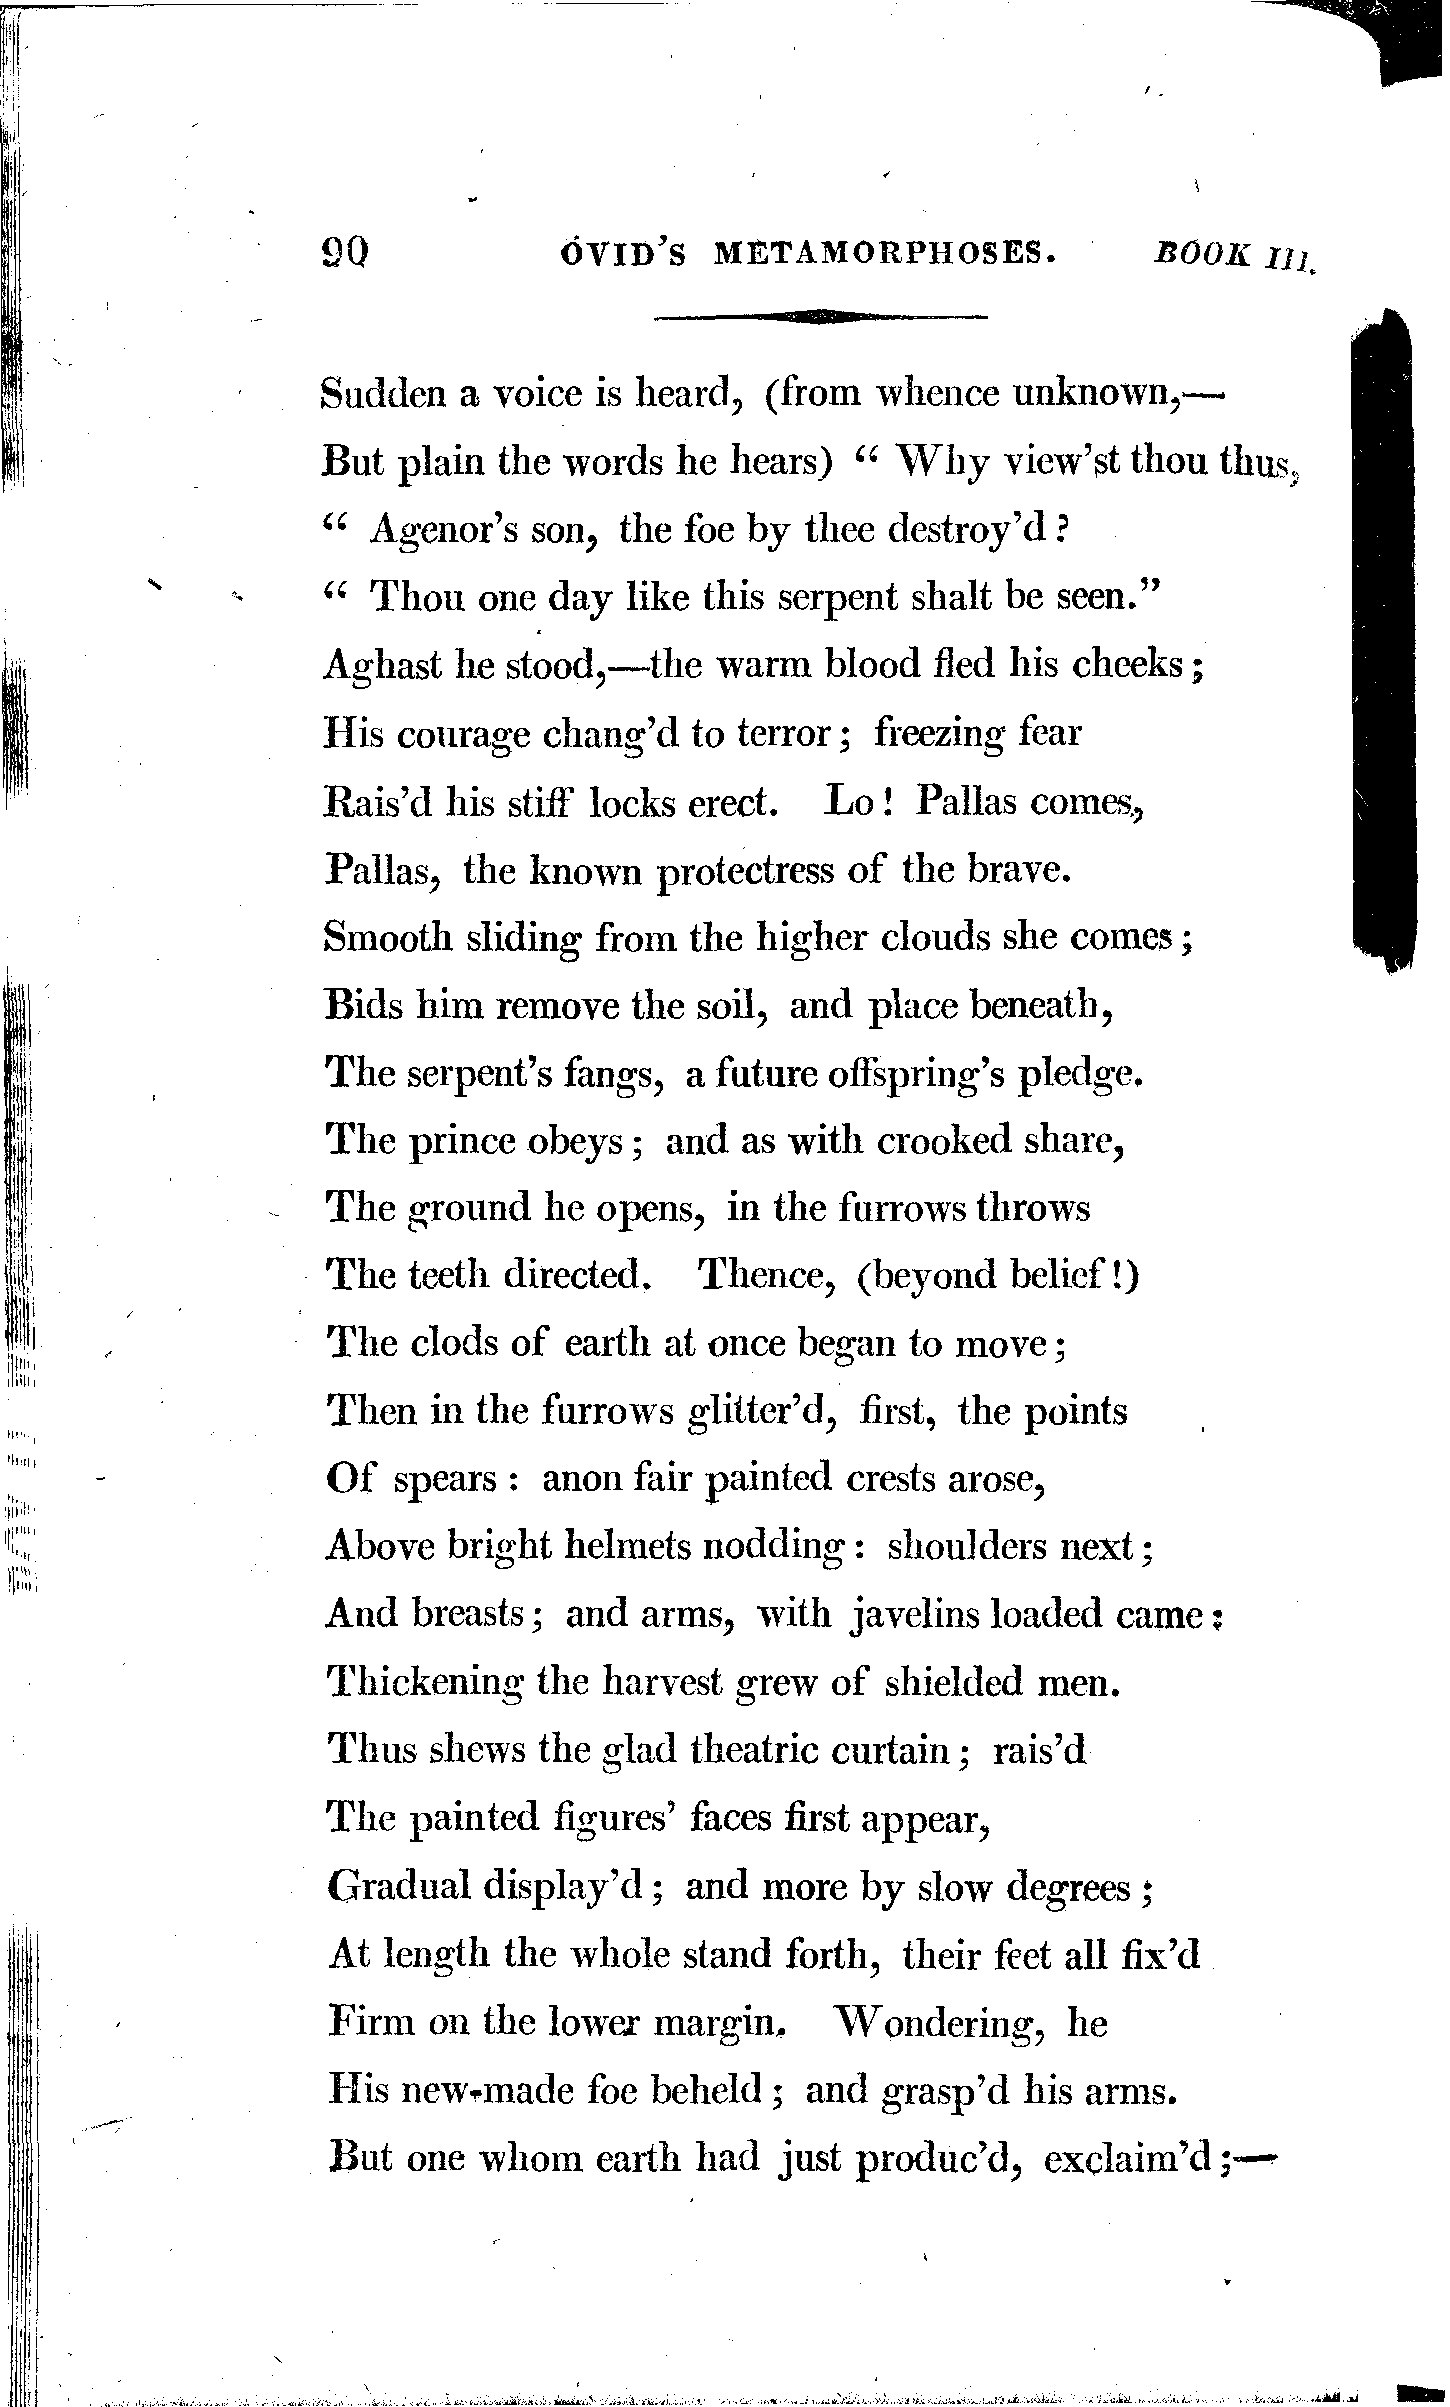 90 OVID'S METAMORPHOSES. BOOK III.
Sudden a voice is heard, (from whence unknown,—
But plain the words he hears) “ Why view'st thou thus,
“ Agenor's son, the foe by thee destroy'd ?
“ Thou one day like this serpent shalt be seen.”
Aghast he stood,—the warm blood fled his cheeks ;
His courage chang'd to terror ; freezing fear
Rais'd his stiff locks erect. Lo ! Pallas comes,
Pallas, the known protectress of the brave.
Smooth sliding from the higher clouds she comes ;
Bids him remove the soil, and place beneath,
The serpent's fangs, a future offspring's pledge.
The prince obeys ; and as with crooked share,
The ground he opens, in the furrows throws
The teeth directed. Thence, (beyond belief !)
The clods of earth at once began to move ;
Then in the furrows glitter'd, first, the points
Of spears : anon fair painted crests arose,
Above bright helmets nodding : shoulders next ;
And breasts ; and arms, with javelins loaded came :
Thickening the harvest grew of shielded men.
Thus shews the glad theatric curtain ; rais'd
The painted figures' faces first appear,
Gradual display'd ; and more by slow degrees ;
At length the whole stand forth, their feet all fix'd
Firm on the lower margin. Wondering, he
His new-made foe beheld ; and grasp'd his arms.
But one whom earth had just produc'd, exclaim'd ;—